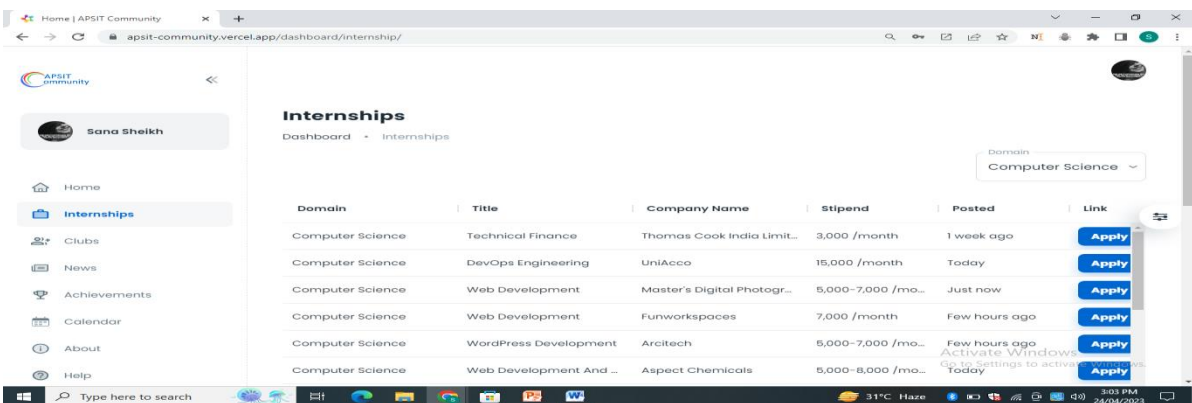 Home | APSIT Community
apsit-community.vercel.app/dashboard/internship/
APSIT
ommunity
Sana Sheikh
Home
Internships
Clubs
News
Achievements
Calendar
About
Help
Internships
Dashboard • Internships
Domain
Computer Science
Domain Title Company Name Stipend Posted Link
Computer Science Technical Finance Thomas Cook India Limit... 3,000 /month 1 week ago Apply
Computer Science DevOps Engineering UniAcco 15,000 /month Today Apply
Computer Science Web Development Master's Digital Photogr... 5,000-7,000 /mo... Just now Apply
Computer Science Web Development Funworkspaces 7,000 /month Few hours ago Apply
Computer Science WordPress Development Arcitech 5,000-7,000 /mo... Few hours ago Apply
Computer Science Web Development And ... Aspect Chemicals 5,000-8,000 /mo... Today Apply
Activate Windows
Go to Settings to activate Windows.
Type here to search
31°C Haze
3:03 PM
24/04/2023